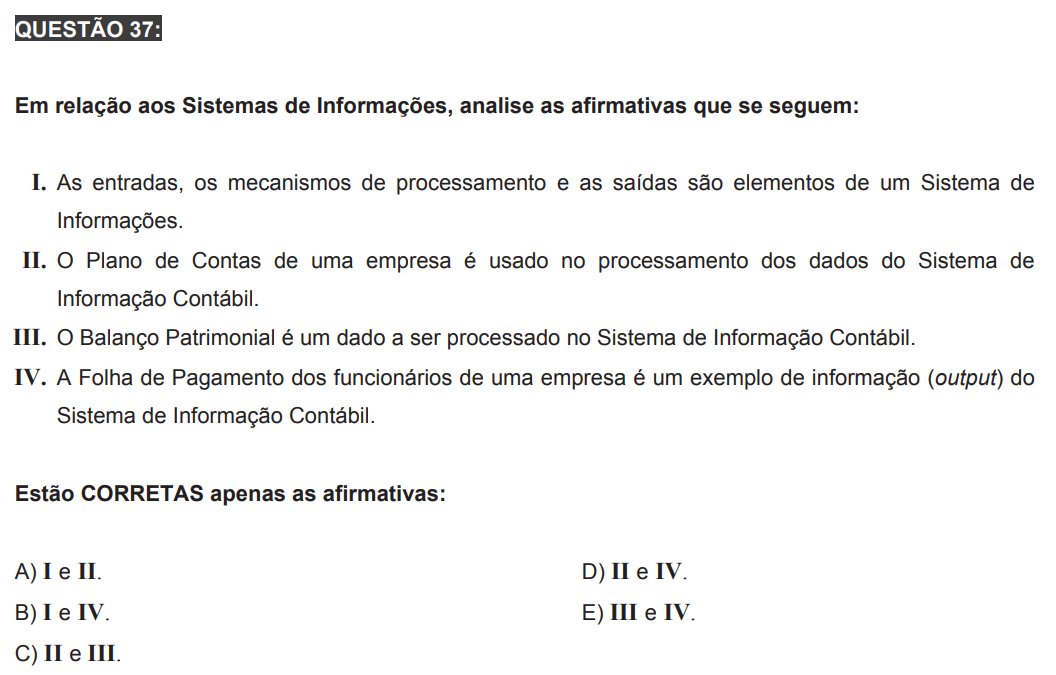 QUESTÃO 37:
Em relação aos Sistemas de Informações, analise as afirmativas que se seguem:
I. As entradas, os mecanismos de processamento e as saídas são elementos de um Sistema de
Informações.
II. O Plano de Contas de uma empresa é usado no processamento dos dados do Sistema de
Informação Contábil.
III. O Balanço Patrimonial é um dado a ser processado no Sistema de Informação Contábil.
IV. A Folha de Pagamento dos funcionários de uma empresa é um exemplo de informação (output) do
Sistema de Informação Contábil.
Estão CORRETAS apenas as afirmativas:
A) I e II.
B) I e IV.
C) II e III.
D) II e IV.
E) III e IV.